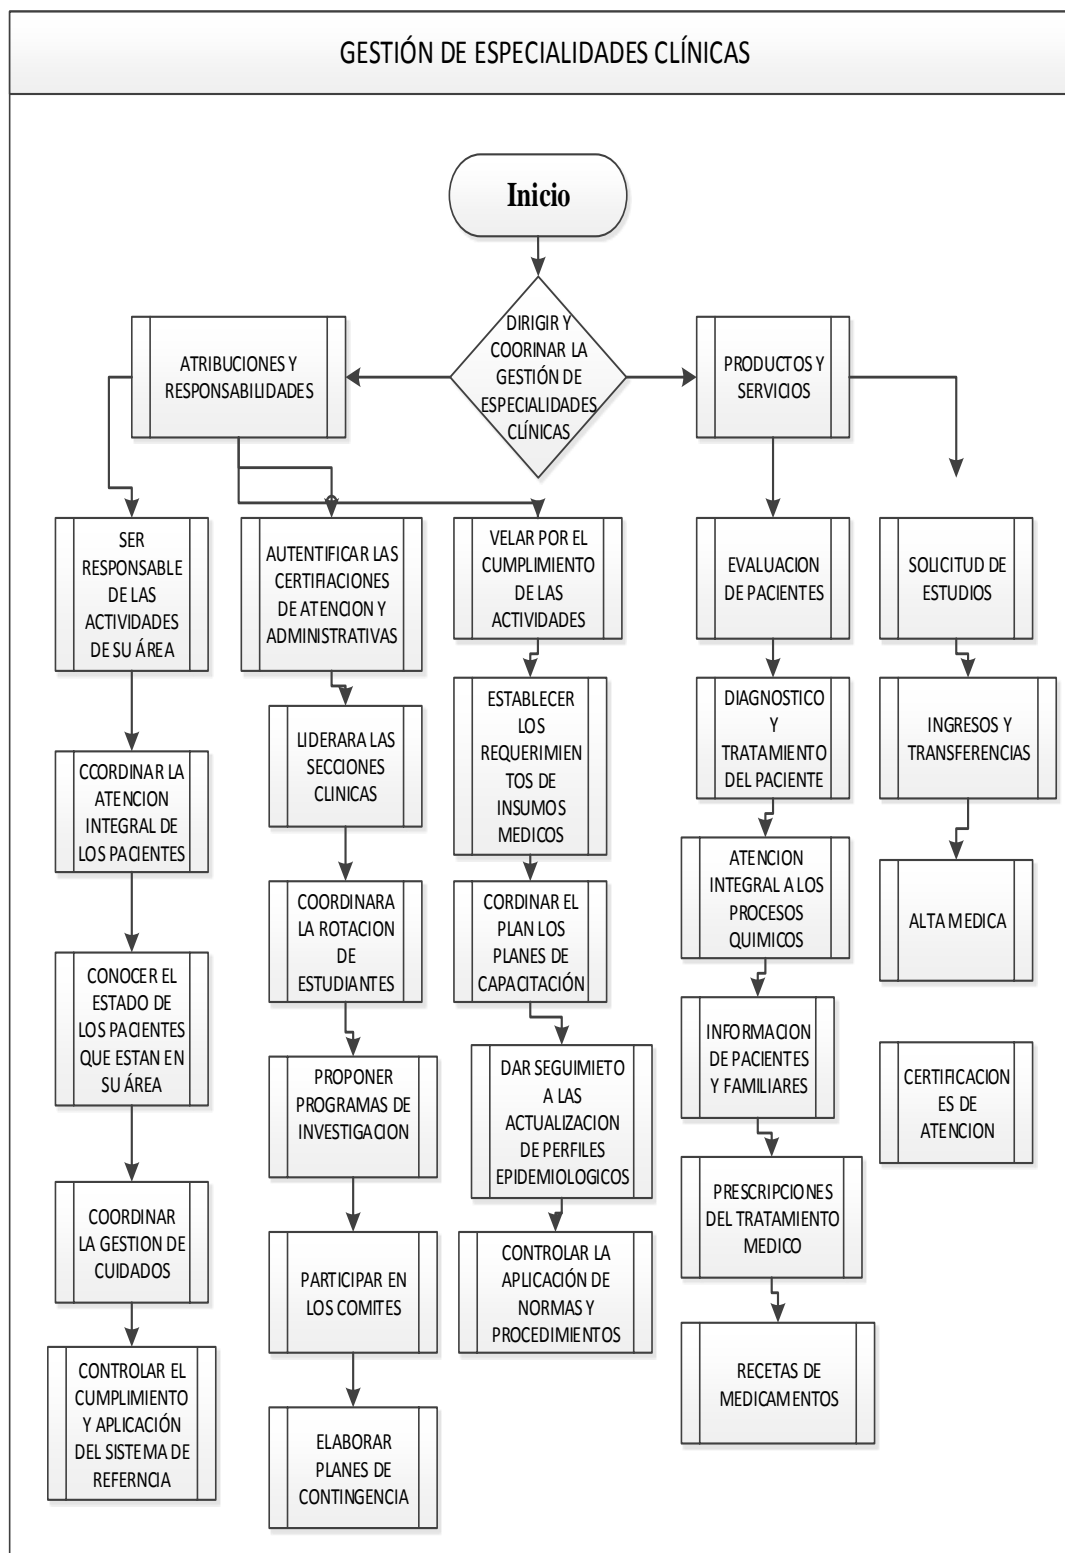 GESTIÓN DE ESPECIALIDADES CLÍNICAS
Inicio
DIRIGIR Y
COORINAR LA
GESTIÓN DE
ESPECIALIDADES
CLÍNICAS
ATRIBUCIONES Y
RESPONSABILIDADES
PRODUCTOS Y
SERVICIOS
SER
RESPONSABLE
DE LAS
ACTIVIDADES
DE SU ÁREA
CCORDINAR LA
ATENCION
INTEGRAL DE
LOS PACIENTES
CONOCER EL
ESTADO DE
LOS PACIENTES
QUE ESTAN EN
SU ÁREA
COORDINAR
LA GESTION DE
CUIDADOS
CONTROLAR EL
CUMPLIMIENTO
Y APLICACIÓN
DEL SISTEMA DE
REFERNCIA
AUTENTIFICAR LAS
CERTIFIACIONES
DE ATENCION Y
ADMINISTRATIVAS
LIDERARA LAS
SECCIONES
CLINICAS
COORDINARA
LA ROTACION
DE
ESTUDIANTES
PROPONER
PROGRAMAS DE
INVESTIGACION
PARTICIPAR EN
LOS COMITES
ELABORAR
PLANES DE
CONTINGENCIA
VELAR POR EL
CUMPLIMIENTO
DE LAS
ACTIVIDADES
ESTABLECER
LOS
REQUERIMIEN
TOS DE
INSUMOS
MEDICOS
CORDINAR EL
PLAN LOS
PLANES DE
CAPACITACIÓN
DAR SEGUIMIETO
A LAS
ACTUALIZACION
DE PERFILES
EPIDEMIOLOGICOS
CONTROLAR LA
APLICACIÓN DE
NORMAS Y
PROCEDIMIENTOS
EVALUACION
DE PACIENTES
DIAGNOSTICO
Y
TRATAMIENTO
DEL PACIENTE
ATENCION
INTEGRAL A LOS
PROCESOS
QUIMICOS
INFORMACION
DE PACIENTES
Y FAMILIARES
PRESCRIPCIONES
DEL TRATAMIENTO
MEDICO
RECETAS DE
MEDICAMENTOS
SOLICITUD DE
ESTUDIOS
INGRESOS Y
TRANSFERENCIAS
ALTA MEDICA
CERTIFICACION
ES DE
ATENCION